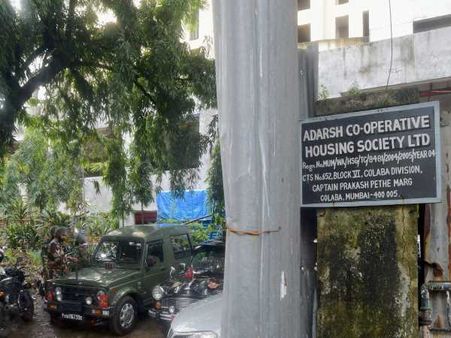 ADARSH CO-OPERATIVE
HOUSING SOCIETY LTD
CTS No.652, BLOCK VI, COLABA DIVISION,
CAPTAIN PRAKASH PETHE MARG
COLABA, MUMBAI-400 005.